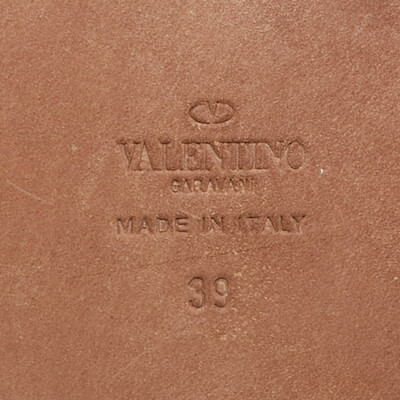 V
VALENTINO
GARAVANI
MADE IN ITALY
39